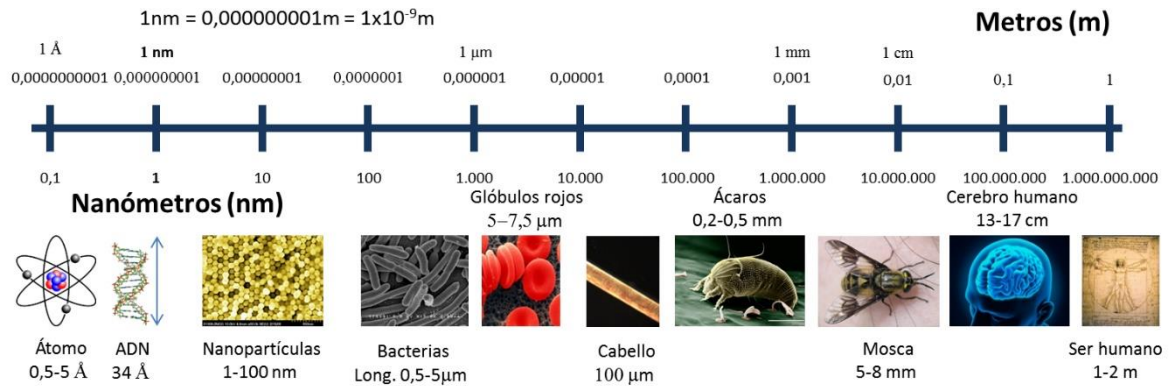 1nm = 0,000000001m = 1x10⁻⁹m
Metros (m)
1 Å 1 nm 1 µm 1 mm 1 cm
0,0000000001 0,000000001 0,00000001 0,0000001 0,000001 0,00001 0,0001 0,001 0,01 0,1 1
0,1 1 10 100 1.000 10.000 100.000 1.000.000 10.000.000 100.000.000 1.000.000.000
Nanómetros (nm)
Glóbulos rojos
5–7,5 µm
Ácaros
0,2-0,5 mm
Cerebro humano
13-17 cm
Átomo
0,5-5 Å
ADN
34 Å
Nanopartículas
1-100 nm
Bacterias
Long. 0,5-5µm
Cabello
100 µm
Mosca
5-8 mm
Ser humano
1-2 m